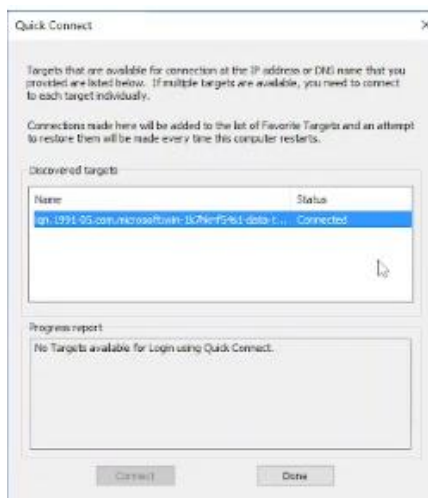 Quick Connect
Targets that are available for connection at the IP address or DNS name that you
provided are listed below. If multiple targets are available, you need to connect
to each target individually.
Connections made here will be added to the list of Favorite Targets and an attempt
to restore them will be made every time this computer restarts.
Discovered targets
Name Status
Connected
Progress report
No Targets available for Login using Quick Connect.
Connect Done